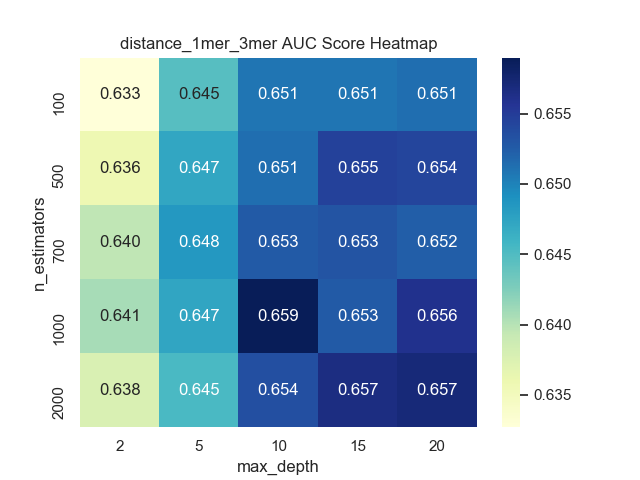 distance_1mer_3mer AUC Score Heatmap
n_estimators
100 0.633 0.645 0.651 0.651 0.651
500 0.636 0.647 0.651 0.655 0.654
700 0.640 0.648 0.653 0.653 0.652
1000 0.641 0.647 0.659 0.653 0.656
2000 0.638 0.645 0.654 0.657 0.657
2 5 10 15 20
max_depth
0.655
0.650
0.645
0.640
0.635